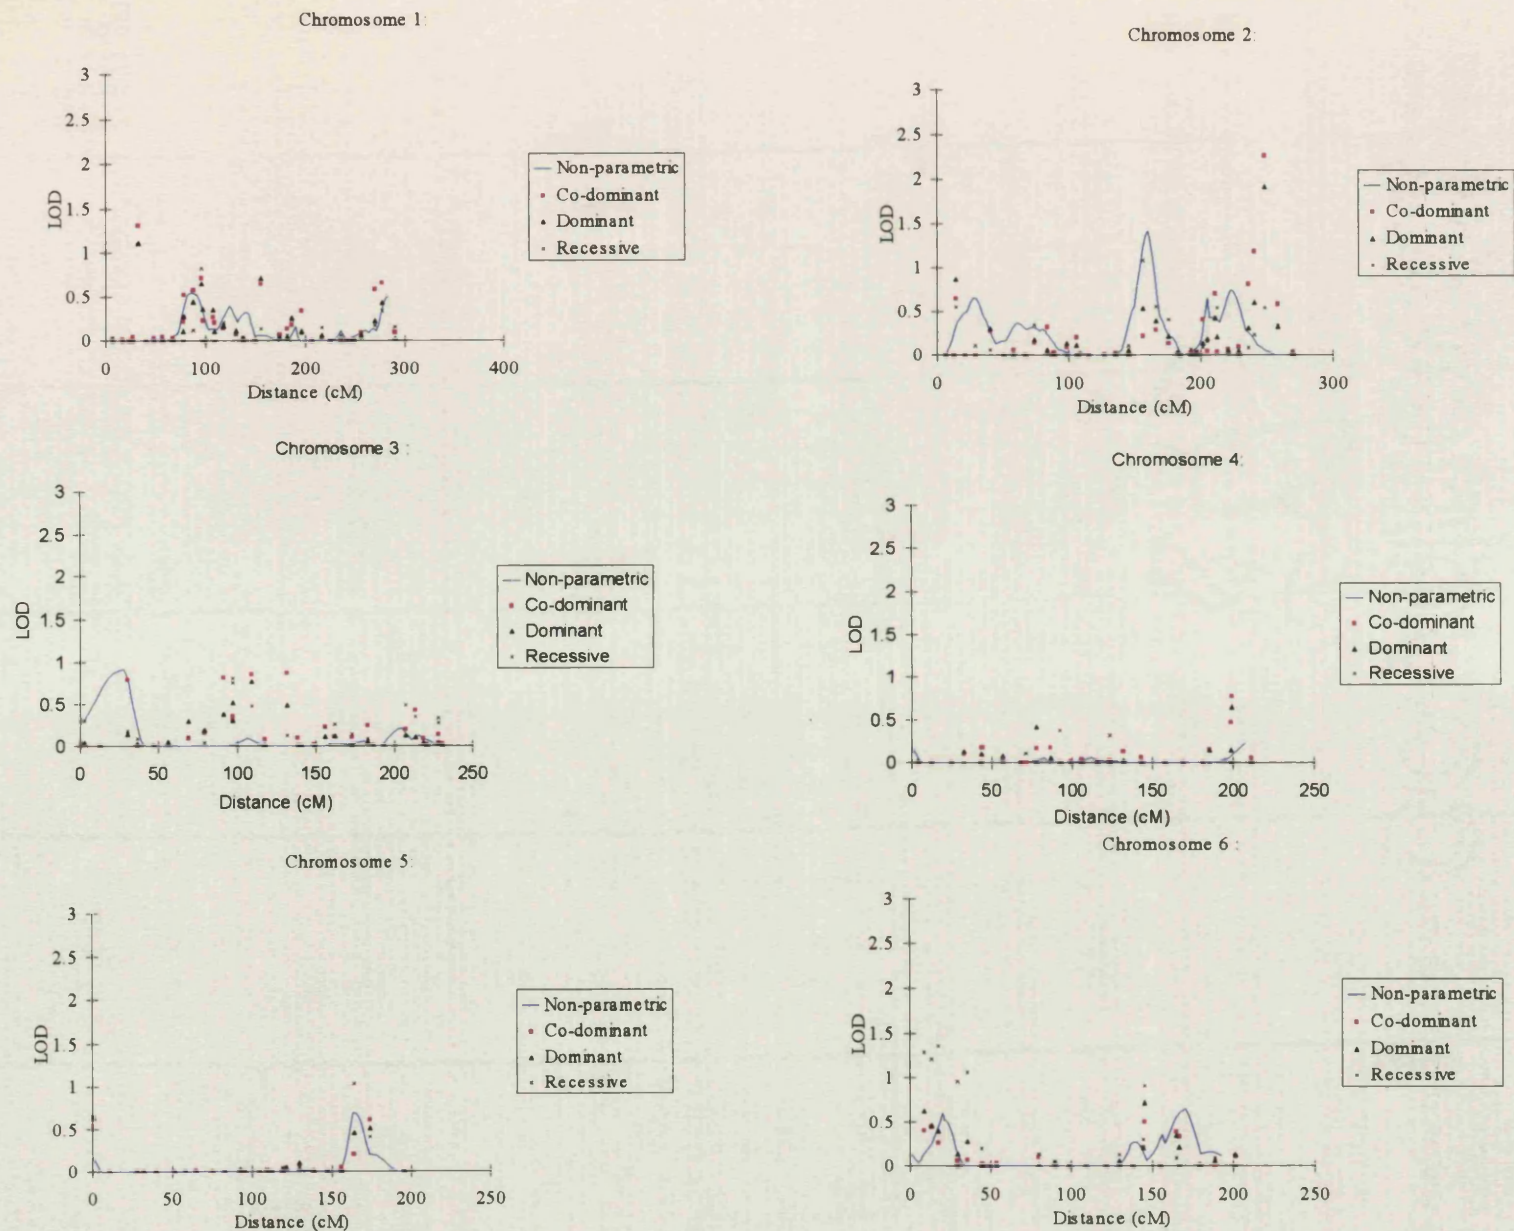 Chromosome 1:
3
2.5
2
1.5
1
0.5
0
LOD
0 100 200 300 400
Distance (cM)
Non-parametric
Co-dominant
Dominant
Recessive
Chromosome 2:
3
2.5
2
1.5
1
0.5
0
LOD
0 100 200 300
Distance (cM)
Non-parametric
Co-dominant
Dominant
Recessive
Chromosome 3 :
3
2.5
2
1.5
1
0.5
0
LOD
0 50 100 150 200 250
Distance (cM)
Non-parametric
Co-dominant
Dominant
Recessive
Chromosome 4:
3
2.5
2
1.5
1
0.5
0
LOD
0 50 100 150 200 250
Distance (cM)
Non-parametric
Co-dominant
Dominant
Recessive
Chromosome 5:
3
2.5
2
1.5
1
0.5
0
LOD
0 50 100 150 200 250
Distance (cM)
Non-parametric
Co-dominant
Dominant
Recessive
Chromosome 6 :
3
2.5
2
1.5
1
0.5
0
LOD
0 50 100 150 200 250
Distance (cM)
Non-parametric
Co-dominant
Dominant
Recessive